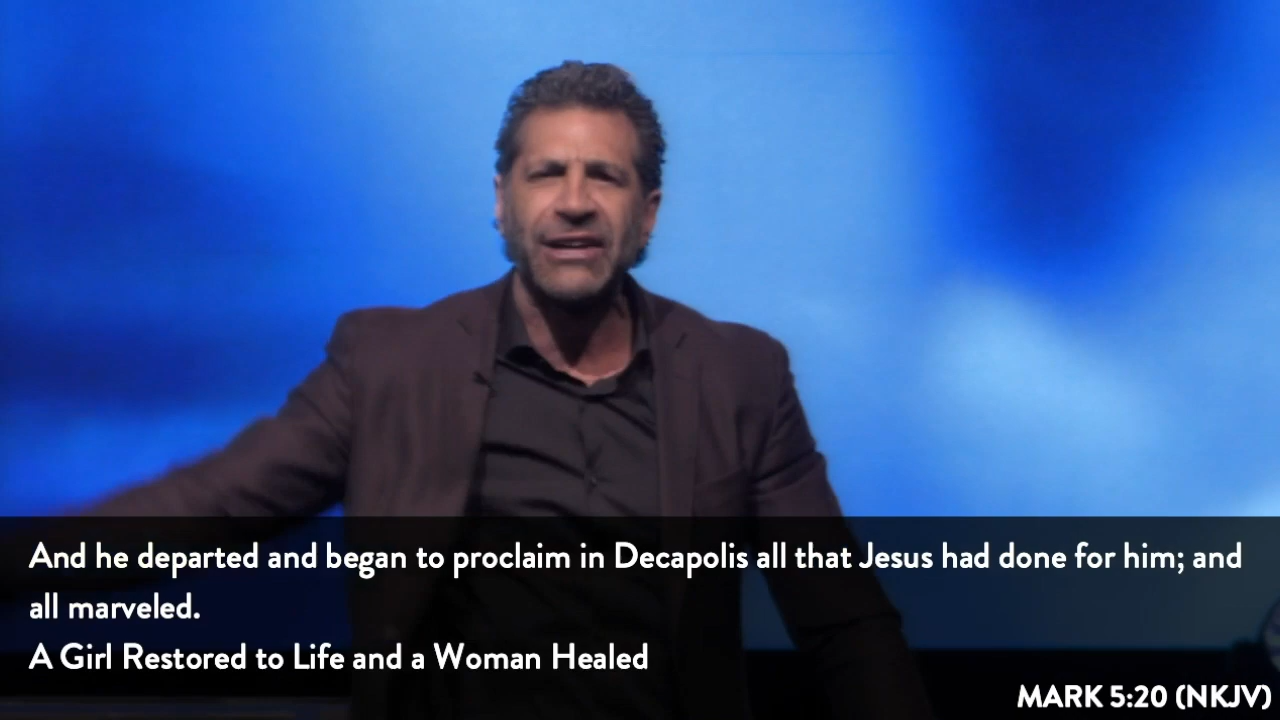 And he departed and began to proclaim in Decapolis all that Jesus had done for him; and
all marveled.
A Girl Restored to Life and a Woman Healed
MARK 5:20 (NKJV)